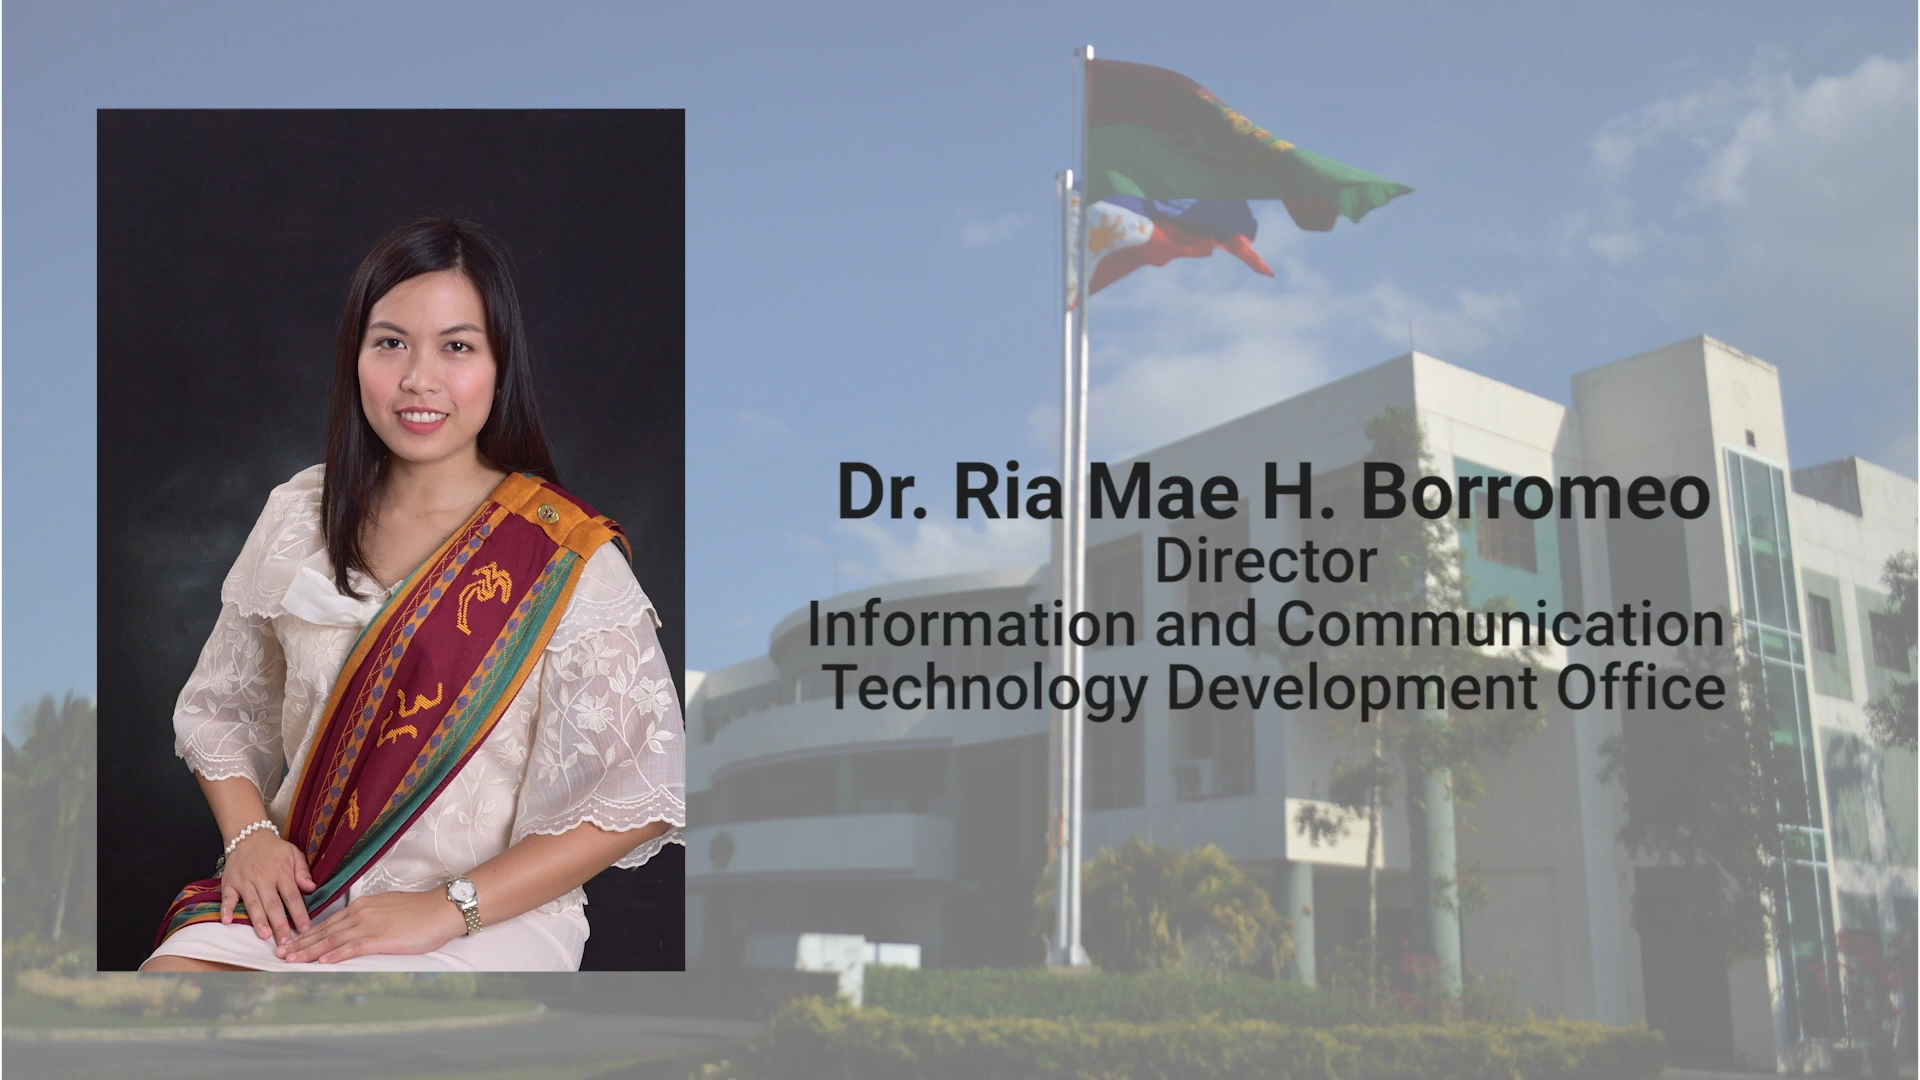 Dr. Ria Mae H. Borromeo
Director
Information and Communication
Technology Development Office